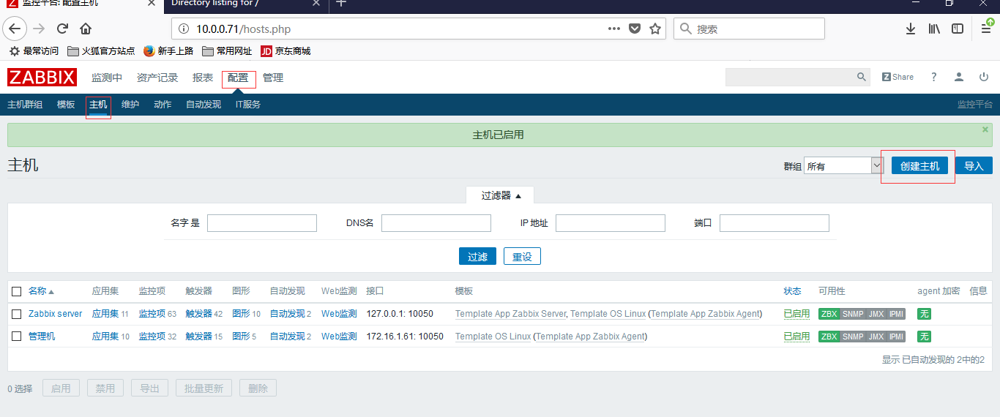 监控平台: 配置主机
Directory listing for /
10.0.0.71/hosts.php
搜索
最常访问 火狐官方站点 新手上路 常用网址 JD 京东商城
ZABBIX 监测中 资产记录 报表 配置 管理 Z Share ?
主机群组 模板 主机 维护 动作 自动发现 IT服务 监控平台
主机已启用
主机 群组 所有 创建主机 导入
过滤器
名字 是 DNS名 IP 地址 端口
过滤 重设
名称 应用集 监控项 触发器 图形 自动发现 Web监测 接口 模板 状态 可用性 agent 加密 信息
Zabbix server 应用集 11 监控项 63 触发器 42 图形 10 自动发现 2 Web监测 127.0.0.1: 10050 Template App Zabbix Server, Template OS Linux (Template App Zabbix Agent) 已启用 ZBX SNMP JMX IPMI 无
管理机 应用集 10 监控项 32 触发器 15 图形 5 自动发现 2 Web监测 172.16.1.61: 10050 Template OS Linux (Template App Zabbix Agent) 已启用 ZBX SNMP JMX IPMI 无
显示 已自动发现的 2中的2
0 选择 启用 禁用 导出 批量更新 删除